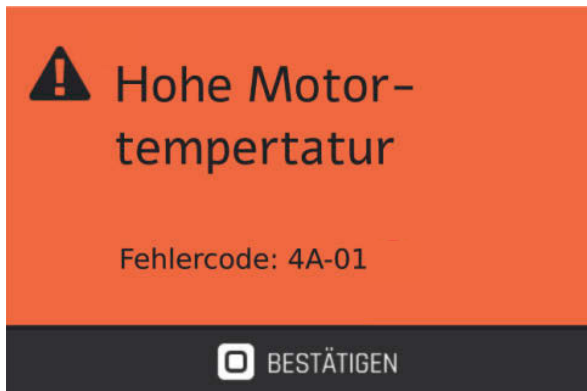 Hohe Motor-
tempertatur
Fehlercode: 4A-01
BESTÄTIGEN